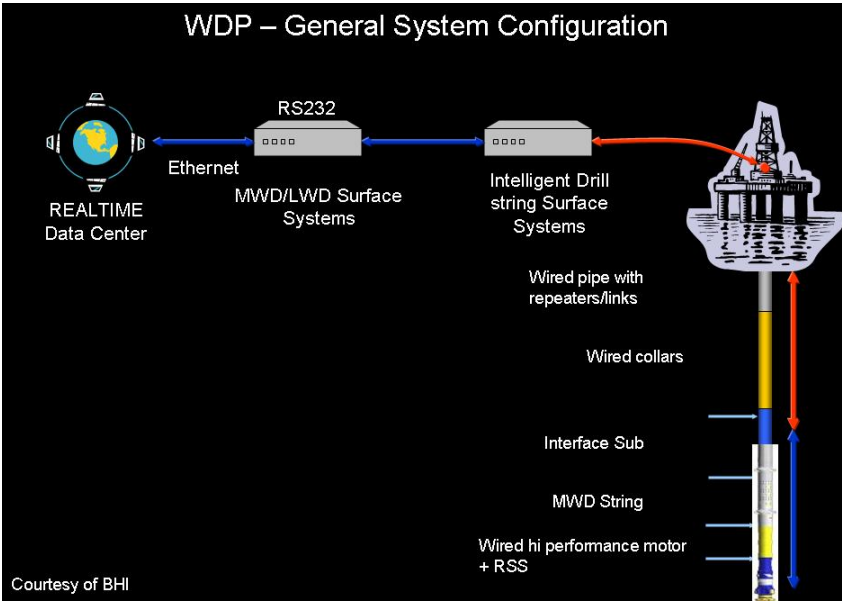 WDP – General System Configuration
RS232
Ethernet
REALTIME
Data Center
MWD/LWD Surface
Systems
Intelligent Drill
string Surface
Systems
Wired pipe with
repeaters/links
Wired collars
Interface Sub
MWD String
Wired hi performance motor
+ RSS
Courtesy of BHI